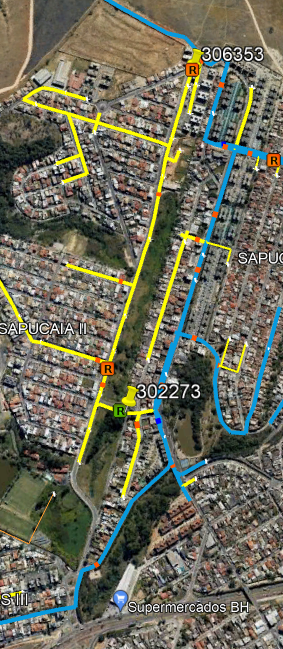 306353
R
R
SAPUC
SAPUCAIA II
R
302273
R
S III
Supermercados BH